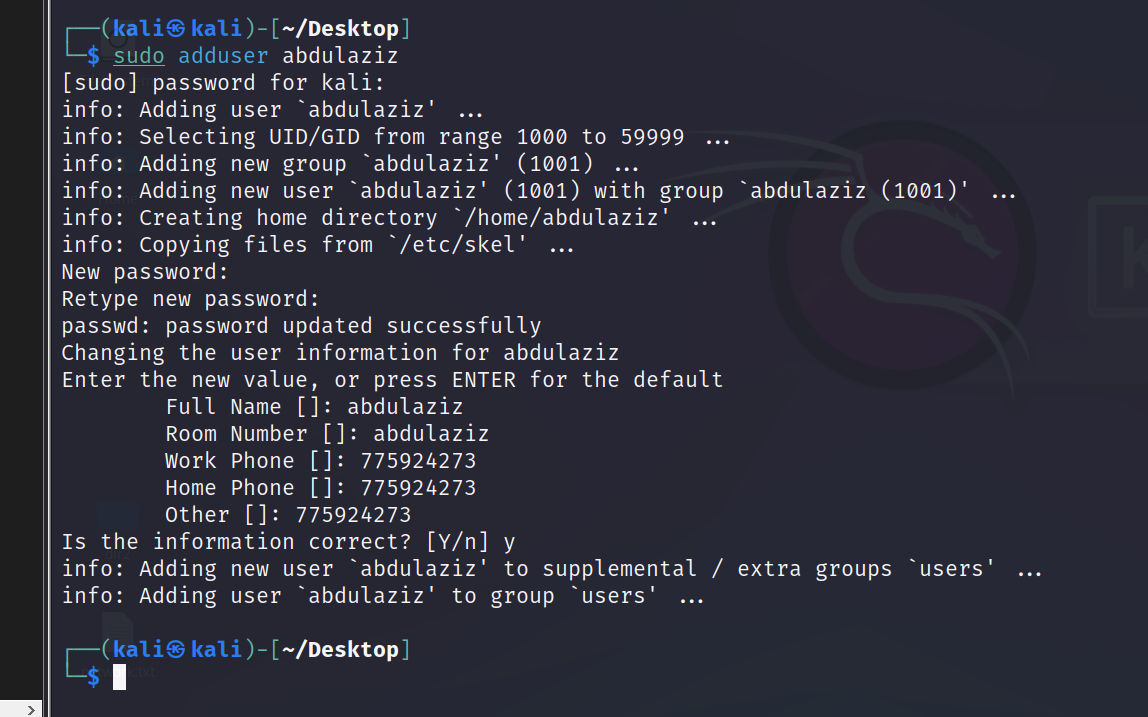 ┌──(kali㉿kali)-[~/Desktop]
└─$ sudo adduser abdulaziz
[sudo] password for kali:
info: Adding user `abdulaziz' ...
info: Selecting UID/GID from range 1000 to 59999 ...
info: Adding new group `abdulaziz' (1001) ...
info: Adding new user `abdulaziz' (1001) with group `abdulaziz (1001)' ...
info: Creating home directory `/home/abdulaziz' ...
info: Copying files from `/etc/skel' ...
New password:
Retype new password:
passwd: password updated successfully
Changing the user information for abdulaziz
Enter the new value, or press ENTER for the default
        Full Name []: abdulaziz
        Room Number []: abdulaziz
        Work Phone []: 775924273
        Home Phone []: 775924273
        Other []: 775924273
Is the information correct? [Y/n] y
info: Adding new user `abdulaziz' to supplemental / extra groups `users' ...
info: Adding user `abdulaziz' to group `users' ...
┌──(kali㉿kali)-[~/Desktop]
└─$